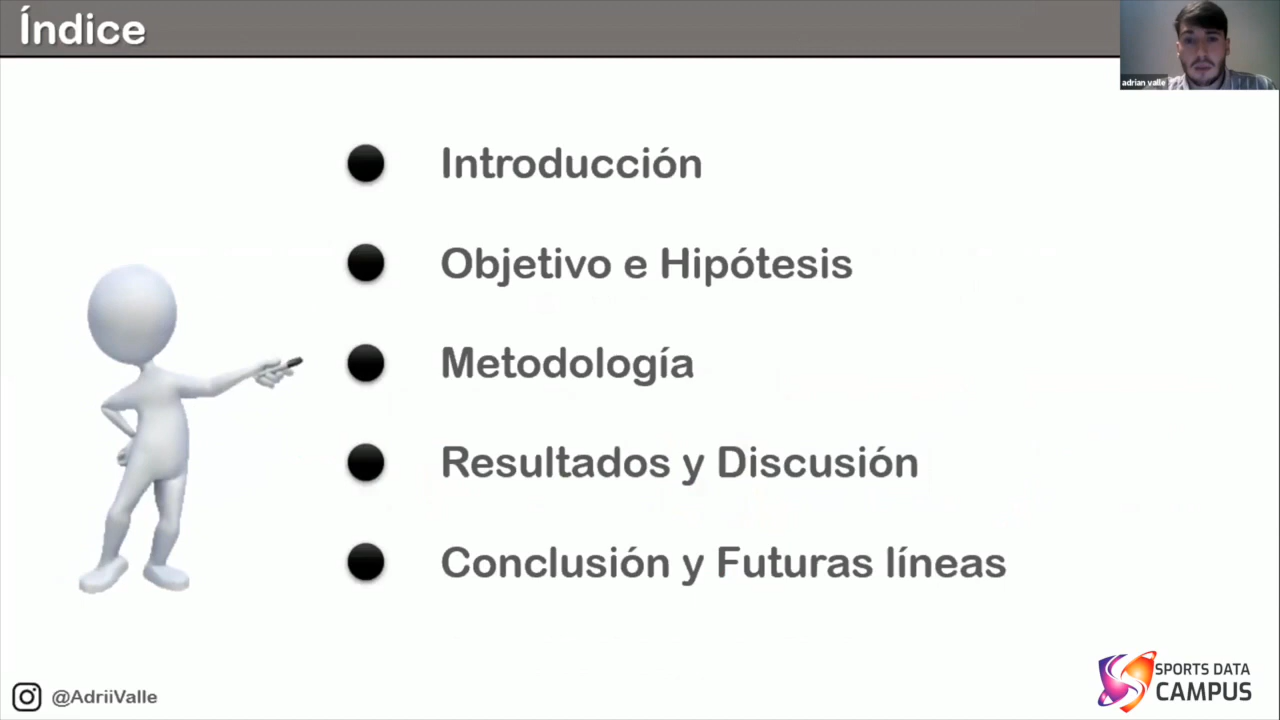 Índice
adrian valle
Introducción
Objetivo e Hipótesis
Metodología
Resultados y Discusión
Conclusión y Futuras líneas
@AdriiValle
SPORTS DATA
CAMPUS